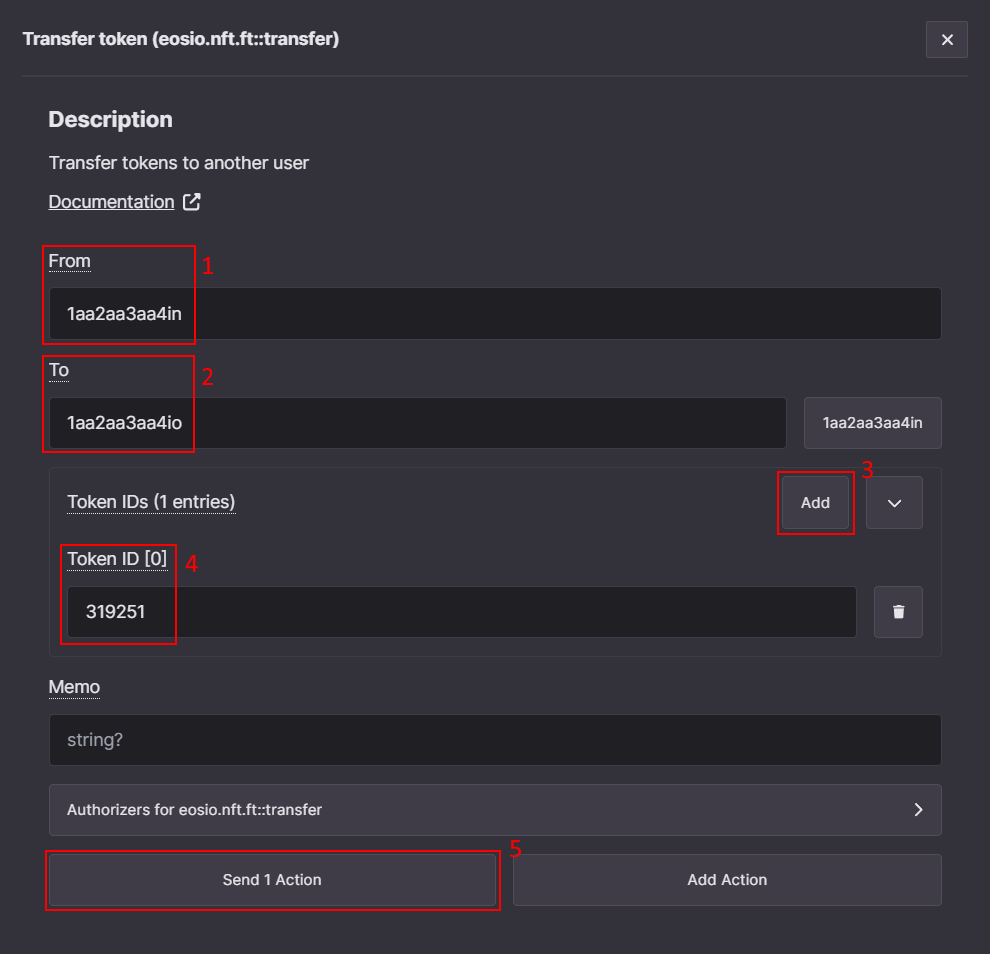 Transfer token (eosio.nft.ft::transfer)
Description
Transfer tokens to another user
Documentation
From
1
1aa2aa3aa4in
To
2
1aa2aa3aa4io
1aa2aa3aa4in
3
Token IDs (1 entries)
Add
Token ID [0]
4
319251
Memo
string?
Authorizers for eosio.nft.ft::transfer
5
Send 1 Action
Add Action